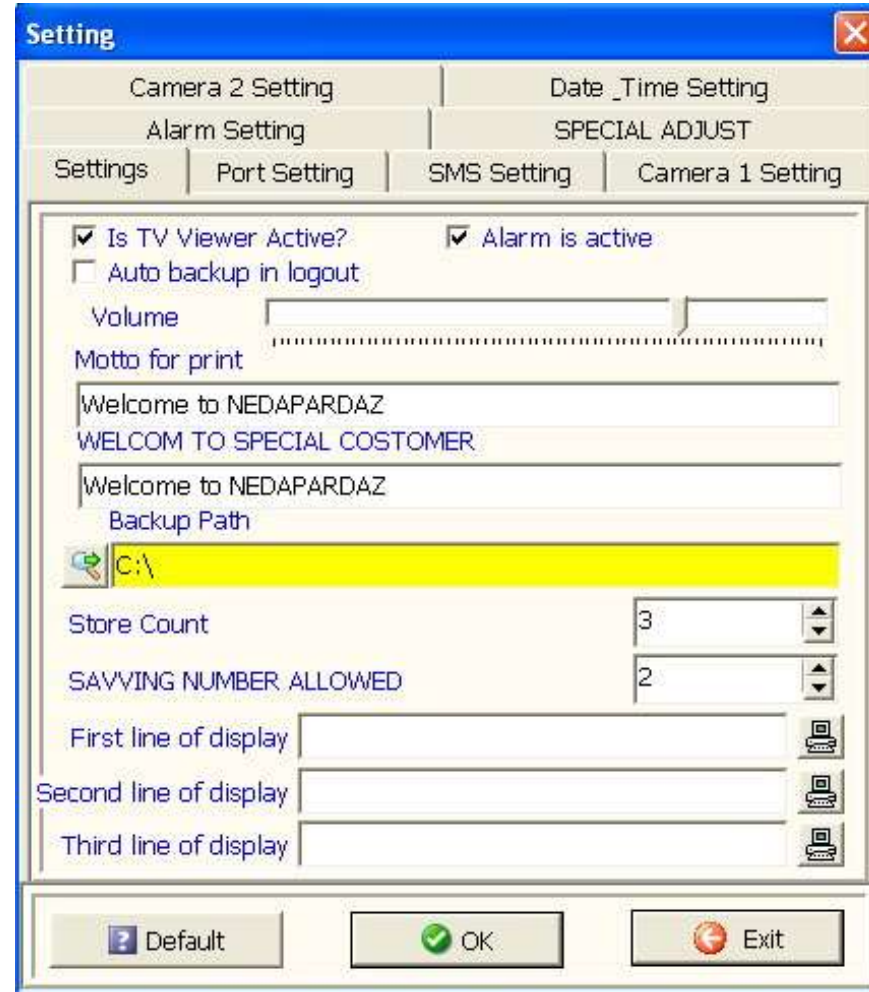 Setting
Camera 2 Setting Date _Time Setting
Alarm Setting SPECIAL ADJUST
Settings Port Setting SMS Setting Camera 1 Setting
Is TV Viewer Active? Alarm is active
Auto backup in logout
Volume
Motto for print
Welcome to NEDAPARDAZ
WELCOM TO SPECIAL COSTOMER
Welcome to NEDAPARDAZ
Backup Path
C:\
Store Count 3
SAVVING NUMBER ALLOWED 2
First line of display
Second line of display
Third line of display
Default OK Exit